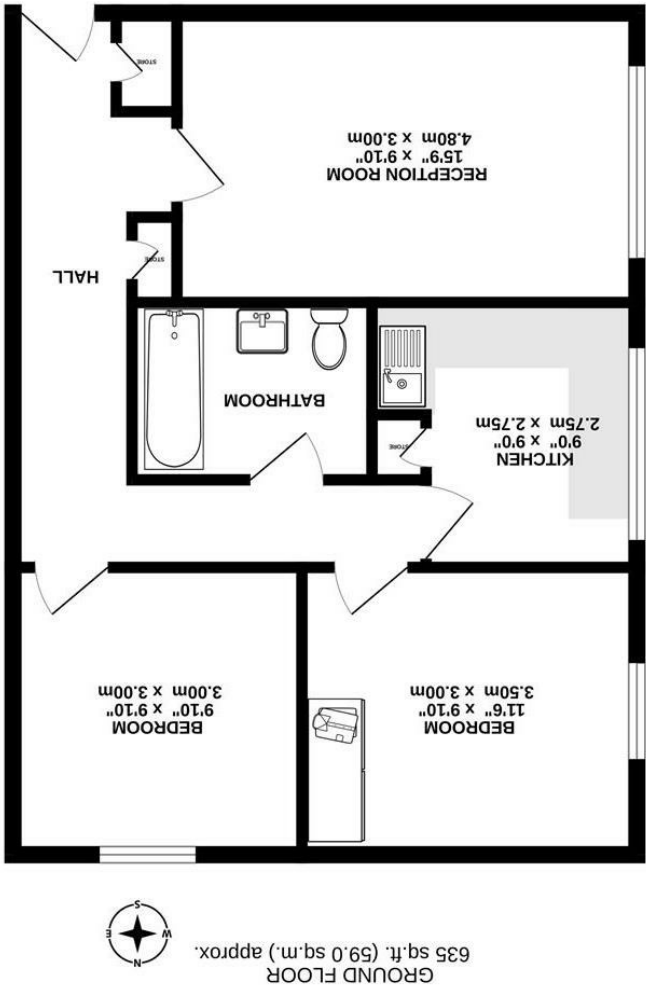 GROUND FLOOR
635 sq.ft. (59.0 sq.m.) approx.
N
W
E
S
BEDROOM
11'6" x 9'10"
3.50m x 3.00m
BEDROOM
9'10" x 9'10"
3.00m x 3.00m
KITCHEN
9'0" x 9'0"
2.75m x 2.75m
STORE
BATHROOM
HALL
STORE
RECEPTION ROOM
15'9" x 9'10"
4.80m x 3.00m
STORE